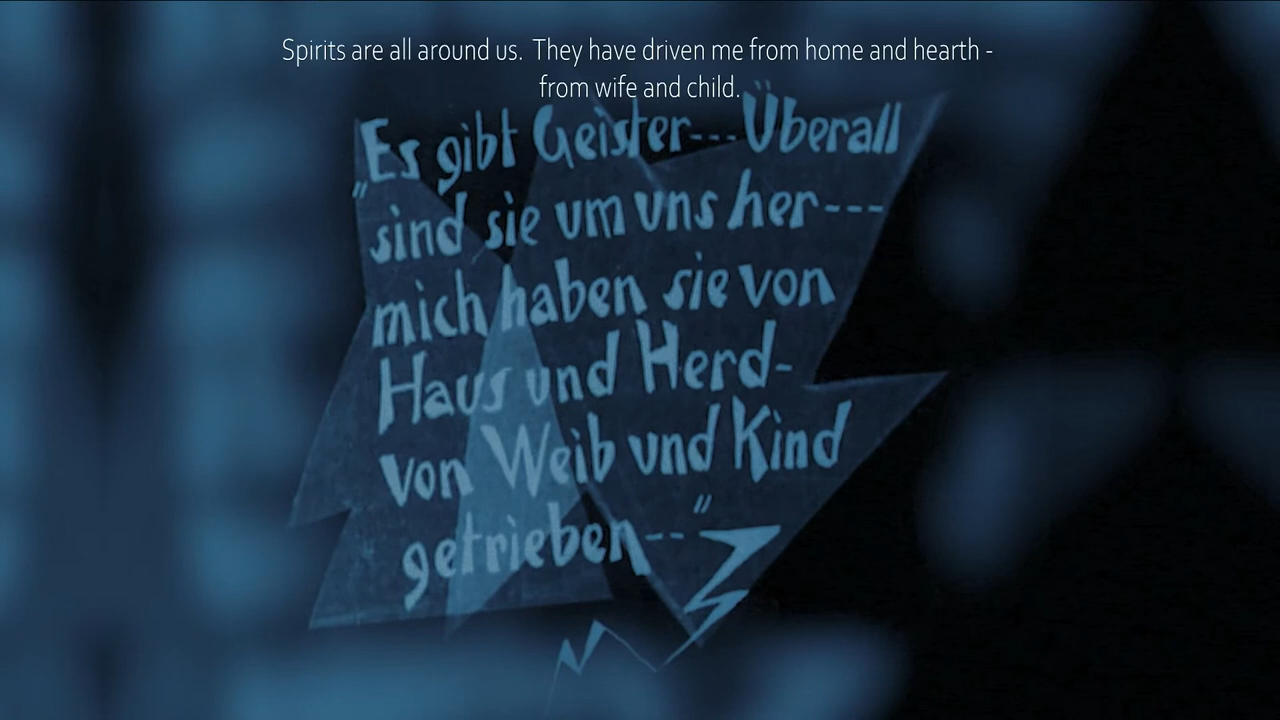 Spirits are all around us. They have driven me from home and hearth -
from wife and child.
„Es gibt Geister---Überall
sind sie um uns her---
mich haben sie von
Haus und Herd-
von Weib und Kind
getrieben--"